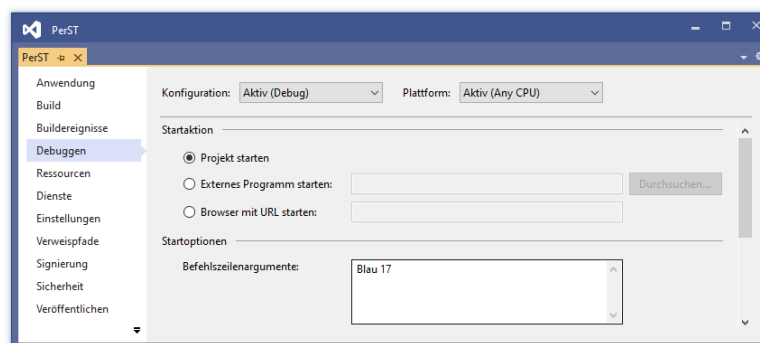 PerST
PerST
Anwendung
Build
Buildereignisse
Debuggen
Ressourcen
Dienste
Einstellungen
Verweispfade
Signierung
Sicherheit
Veröffentlichen
Konfiguration: Aktiv (Debug) Plattform: Aktiv (Any CPU)
Startaktion
Projekt starten
Externes Programm starten: Durchsuchen...
Browser mit URL starten:
Startoptionen
Befehlszeilenargumente: Blau 17